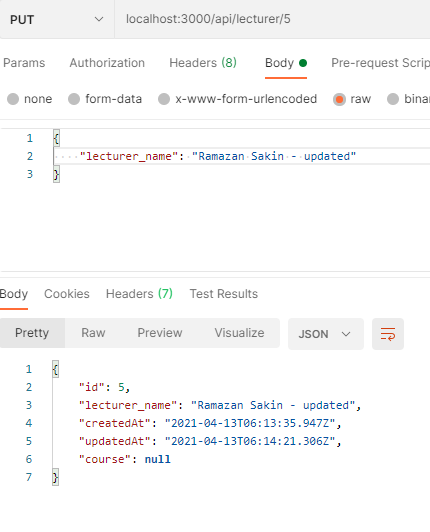 PUT localhost:3000/api/lecturer/5
Params Authorization Headers (8) Body Pre-request Scrip
none form-data x-www-form-urlencoded raw binar
1 {
2 "lecturer_name": "Ramazan Sakin - updated"
3 }
Body Cookies Headers (7) Test Results
Pretty Raw Preview Visualize JSON
1 {
2 "id": 5,
3 "lecturer_name": "Ramazan Sakin - updated",
4 "createdAt": "2021-04-13T06:13:35.947Z",
5 "updatedAt": "2021-04-13T06:14:21.306Z",
6 "course": null
7 }